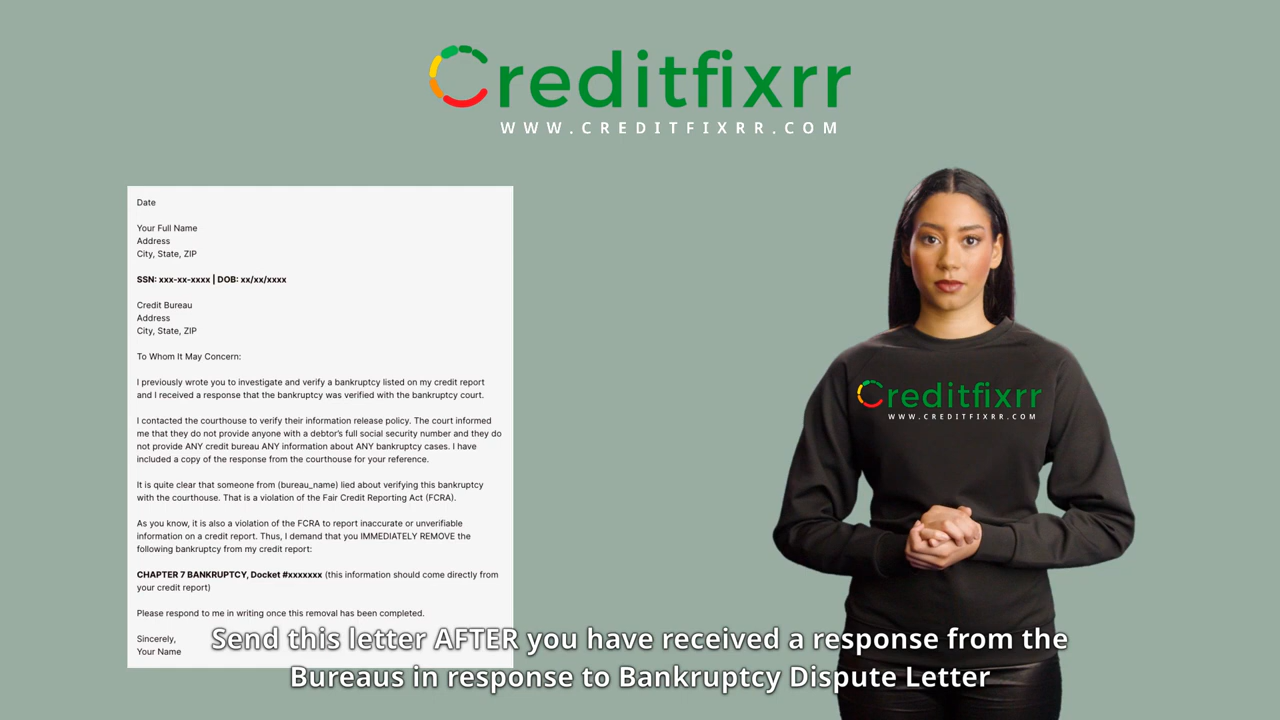 Creditfixrr
WWW.CREDITFIXRR.COM
Date
Your Full Name
Address
City, State, ZIP
SSN: xxx-xx-xxxx | DOB: xx/xx/xxxx
Credit Bureau
Address
City, State, ZIP
To Whom It May Concern:
I previously wrote you to investigate and verify a bankruptcy listed on my credit report
and I received a response that the bankruptcy was verified with the bankruptcy court.
I contacted the courthouse to verify their information release policy. The court informed
me that they do not provide anyone with a debtor's full social security number and they do
not provide ANY credit bureau ANY information about ANY bankruptcy cases. I have
included a copy of the response from the courthouse for your reference.
It is quite clear that someone from (bureau_name) lied about verifying this bankruptcy
with the courthouse. That is a violation of the Fair Credit Reporting Act (FCRA).
As you know, it is also a violation of the FCRA to report inaccurate or unverifiable
information on a credit report. Thus, I demand that you IMMEDIATELY REMOVE the
following bankruptcy from my credit report:
CHAPTER 7 BANKRUPTCY, Docket #xxxxxxx (this information should come directly from
your credit report)
Please respond to me in writing once this removal has been completed.
Sincerely,
Your Name
Creditfixrr
WWW.CREDITFIXRR.COM
Send this letter AFTER you have received a response from the
Bureaus in response to Bankruptcy Dispute Letter